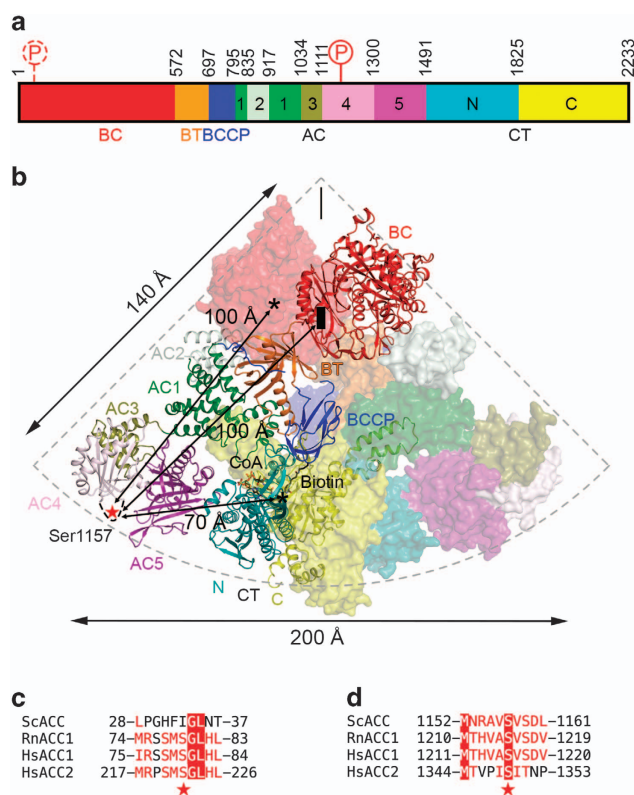 a
P P
1 572 697 795 835 917 1034 1111 1300 1491 1825 2233
1 2 1 3 4 5 N C
BC BT BCCP AC CT
b
140 Å
BC
100 Å
*
AC2
BT
AC1
AC3
BCCP
100 Å
CoA
Biotin
AC4
*
70 Å
Ser1157
AC5
N
CT
C
200 Å
c
ScACC 28–LPGHFIGLNT–37
RnACC1 74–MRSSMSGLHL–83
HsACC1 75–IRSSMSGLHL–84
HsACC2 217–MRPSMSGLHL–226
d
ScACC 1152–MNRAVSVSDL–1161
RnACC1 1210–MTHVASVSDV–1219
HsACC1 1211–MTHVASVSDV–1220
HsACC2 1344–MTVPISITNP–1353